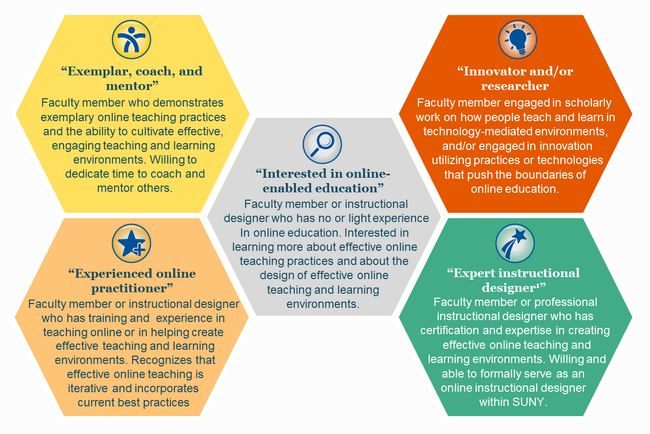 “Exemplar, coach, and
mentor”
Faculty member who demonstrates
exemplary online teaching practices
and the ability to cultivate effective,
engaging teaching and learning
environments. Willing to
dedicate time to coach and
mentor others.
“Innovator and/or
researcher
Faculty member engaged in scholarly
work on how people teach and learn in
technology-mediated environments,
and/or engaged in innovation
utilizing practices or technologies
that push the boundaries of
online education.
“Interested in online-
enabled education”
Faculty member or instructional
designer who has no or light experience
In online education. Interested in
learning more about effective online
teaching practices and about the
design of effective online
teaching and learning
environments.
“Experienced online
practitioner”
Faculty member or instructional designer
who has training and experience in
teaching online or in helping create
effective teaching and learning
environments. Recognizes that
effective online teaching is
iterative and incorporates
current best practices
“Expert instructional
designer¹”
Faculty member or professional
instructional designer who has
certification and expertise in creating
effective online teaching and
learning environments. Willing and
able to formally serve as an
online instructional designer
within SUNY.